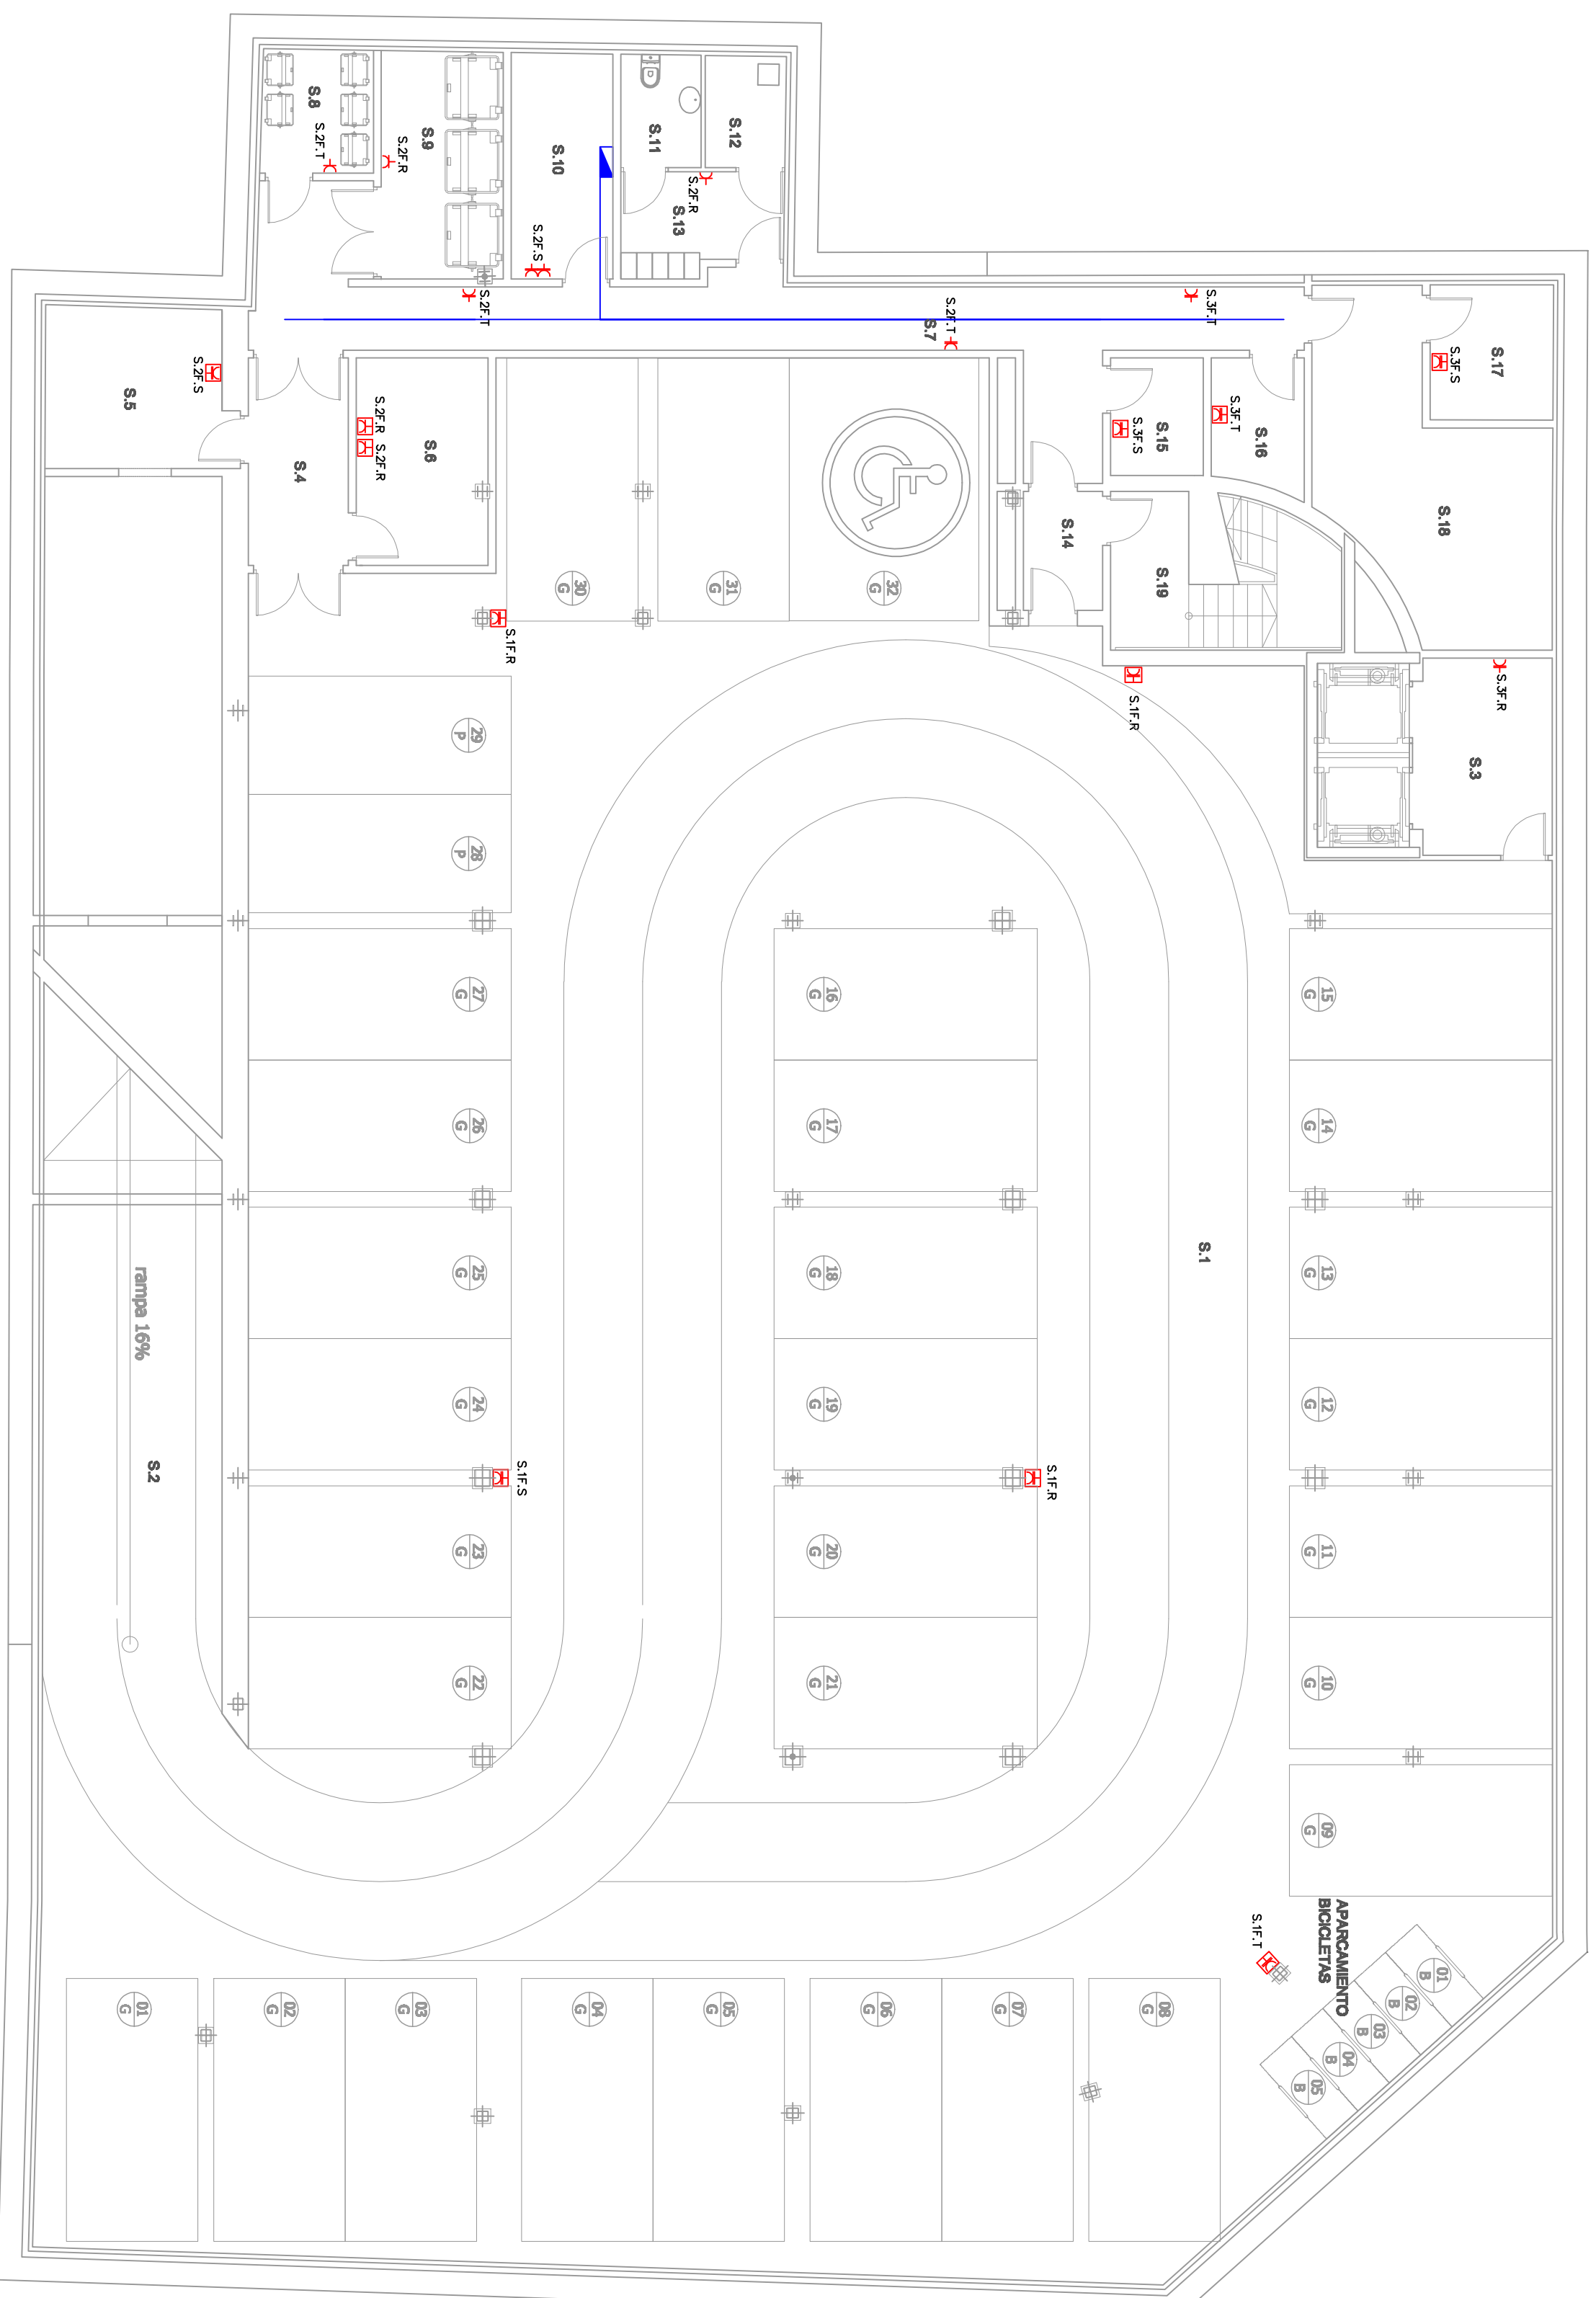 S.8
S.2F.T
S.2F.R
S.9
S.10
S.2F.S
S.11
S.12
S.2F.R
S.13
S.2F.T
S.7
S.2F.T
S.3F.T
S.17
S.3F.S
S.16
S.3F.T
S.15
S.3F.S
S.18
S.5
S.2F.S
S.4
S.2F.R
S.2F.R
S.6
S.14
S.19
30
G
31
G
32
G
S.1F.R
S.1F.R
S.3F.R
S.3
29
P
28
P
27
G
26
G
25
G
24
G
23
G
22
G
16
G
17
G
18
G
19
G
20
G
21
G
15
G
14
G
13
G
12
G
11
G
10
G
09
G
S.1
rampa 16%
S.2
S.1F.S
S.1F.R
APARCAMIENTO
BICICLETAS
S.1F.T
01
B
02
B
03
B
04
B
05
B
01
G
02
G
03
G
04
G
05
G
06
G
07
G
08
G